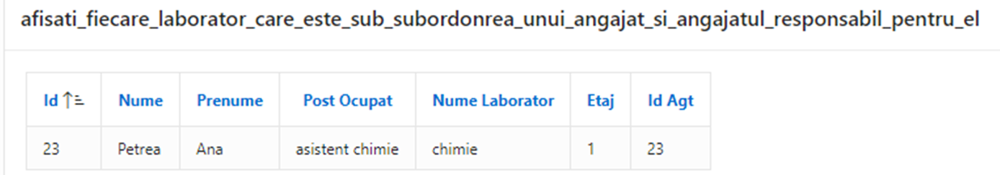 afisati_fiecare_laborator_care_este_sub_subordonrea_unui_angajat_si_angajatul_responsabil_pentru_el
Id Nume Prenume Post Ocupat Nume Laborator Etaj Id Agt
23 Petrea Ana asistent chimie chimie 1 23